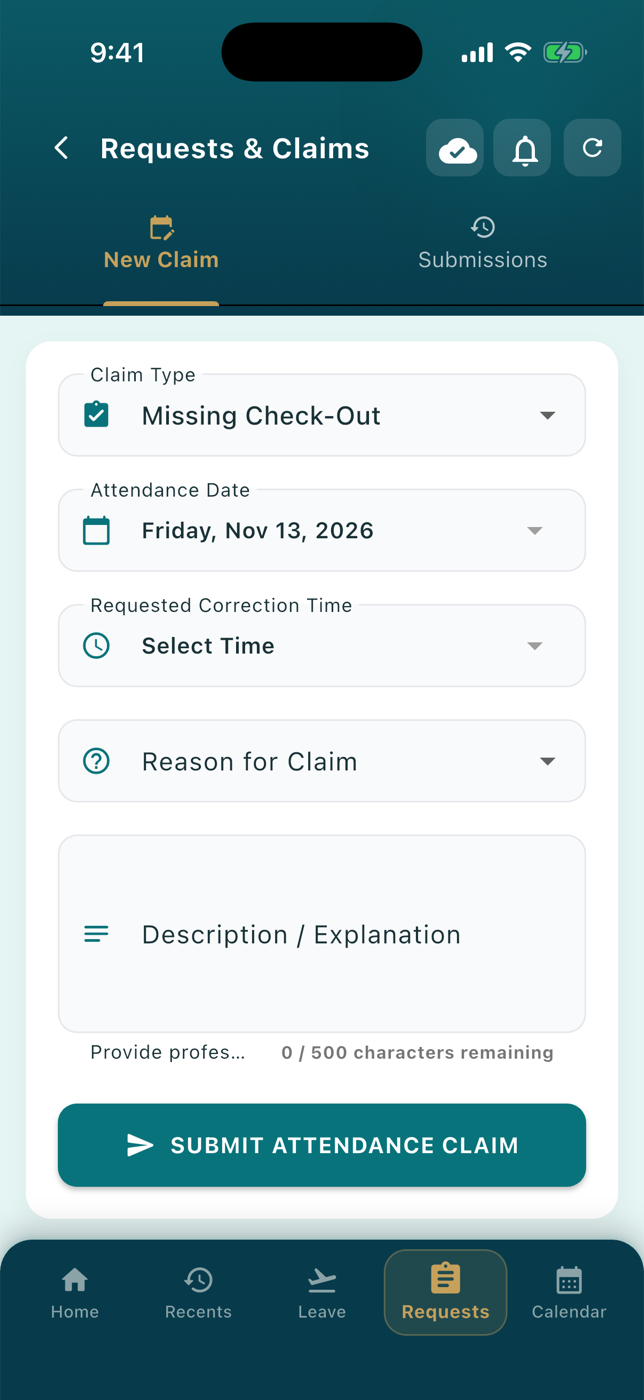 9:41
Requests & Claims
New Claim
Submissions
Claim Type
Missing Check-Out
Attendance Date
Friday, Nov 13, 2026
Requested Correction Time
Select Time
Reason for Claim
Description / Explanation
Provide profes... 0 / 500 characters remaining
SUBMIT ATTENDANCE CLAIM
Home Recents Leave Requests Calendar